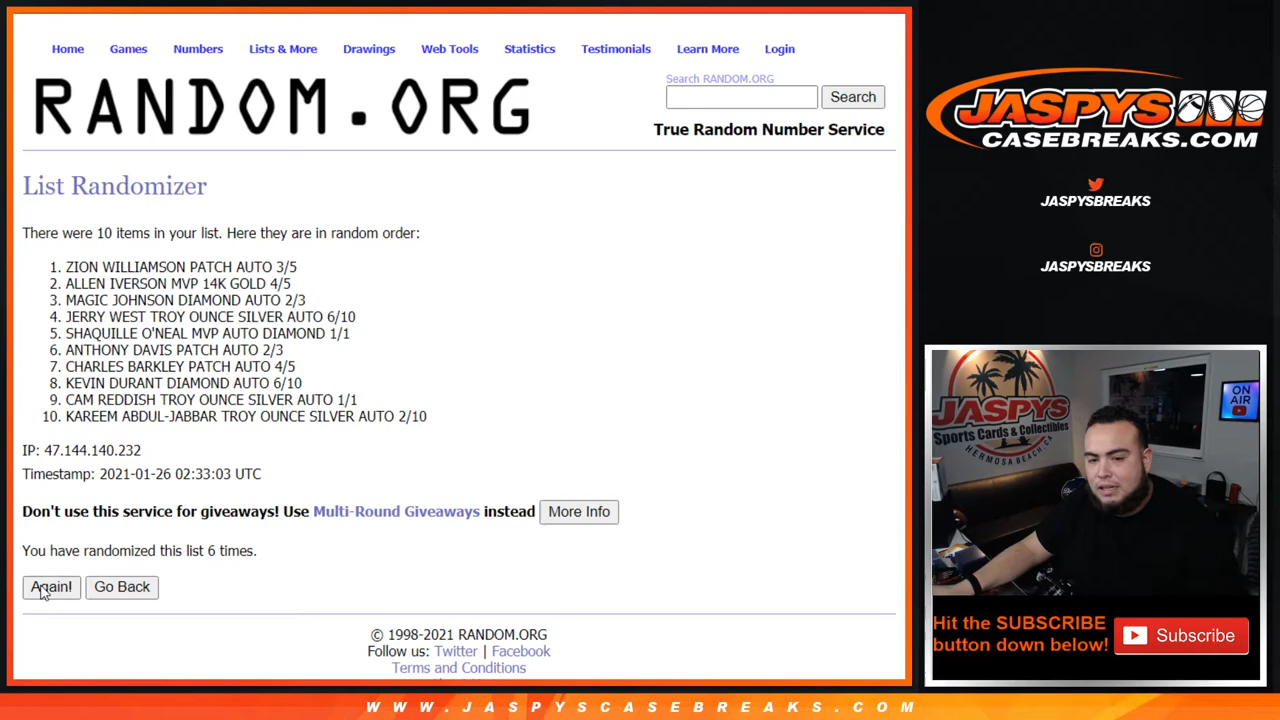 Home Games Numbers Lists & More Drawings Web Tools Statistics Testimonials Learn More Login
RANDOM.ORG
Search RANDOM.ORG
Search
True Random Number Service
List Randomizer
There were 10 items in your list. Here they are in random order:
1. ZION WILLIAMSON PATCH AUTO 3/5
2. ALLEN IVERSON MVP 14K GOLD 4/5
3. MAGIC JOHNSON DIAMOND AUTO 2/3
4. JERRY WEST TROY OUNCE SILVER AUTO 6/10
5. SHAQUILLE O'NEAL MVP AUTO DIAMOND 1/1
6. ANTHONY DAVIS PATCH AUTO 2/3
7. CHARLES BARKLEY PATCH AUTO 4/5
8. KEVIN DURANT DIAMOND AUTO 6/10
9. CAM REDDISH TROY OUNCE SILVER AUTO 1/1
10. KAREEM ABDUL-JABBAR TROY OUNCE SILVER AUTO 2/10
IP: 47.144.140.232
Timestamp: 2021-01-26 02:33:03 UTC
Don't use this service for giveaways! Use Multi-Round Giveaways instead More Info
You have randomized this list 6 times.
Again! Go Back
© 1998-2021 RANDOM.ORG
Follow us: Twitter | Facebook
Terms and Conditions
JASPYS
CASEBREAKS.COM
JASPYSBREAKS
JASPYSBREAKS
JASPYS
Sports Cards & Collectibles
HERMOSA BEACH, CA
ON
AIR
Hit the SUBSCRIBE
button down below!
Subscribe
WWW.JASPYSCASEBREAKS.COM